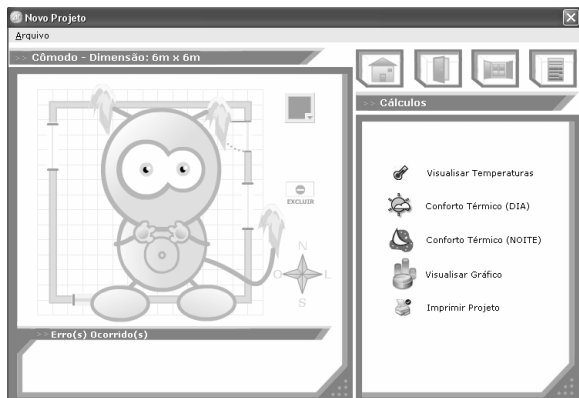 Novo Projeto
Arquivo
>> Cômodo - Dimensão: 6m x 6m
EXCLUIR
N
O
L
S
>> Erro(s) Ocorrido(s)
>> Cálculos
Visualisar Temperaturas
Conforto Térmico (DIA)
Conforto Térmico (NOITE)
Visualisar Gráfico
Imprimir Projeto